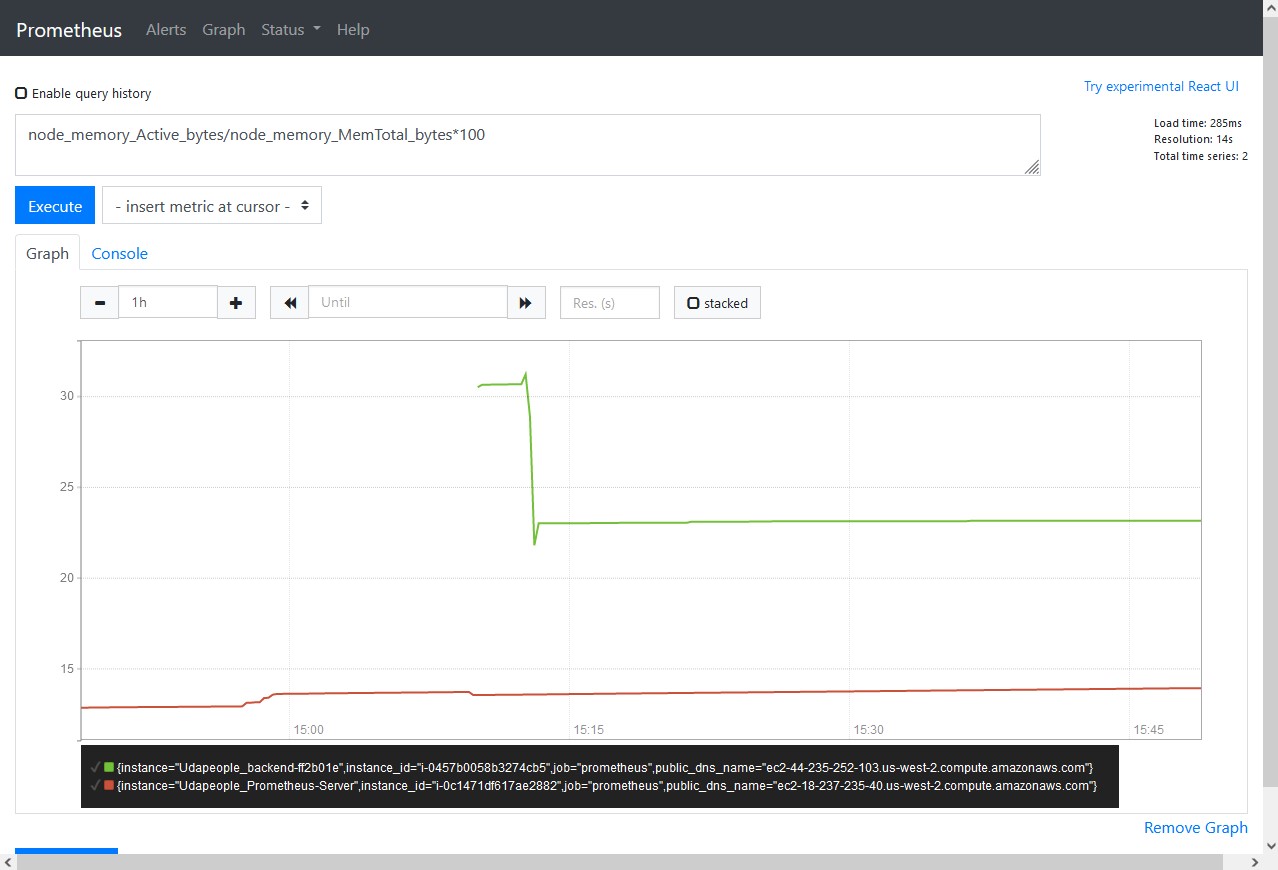 Prometheus Alerts Graph Status Help
Enable query history
Try experimental React UI
node_memory_Active_bytes/node_memory_MemTotal_bytes*100
Load time: 285ms
Resolution: 14s
Total time series: 2
Execute - insert metric at cursor -
Graph Console
1h Until Res. (s) stacked
30
25
20
15
15:00 15:15 15:30 15:45
{instance="Udapeople_backend-ff2b01e",instance_id="i-0457b0058b3274cb5",job="prometheus",public_dns_name="ec2-44-235-252-103.us-west-2.compute.amazonaws.com"}
{instance="Udapeople_Prometheus-Server",instance_id="i-0c1471df617ae2882",job="prometheus",public_dns_name="ec2-18-237-235-40.us-west-2.compute.amazonaws.com"}
Remove Graph